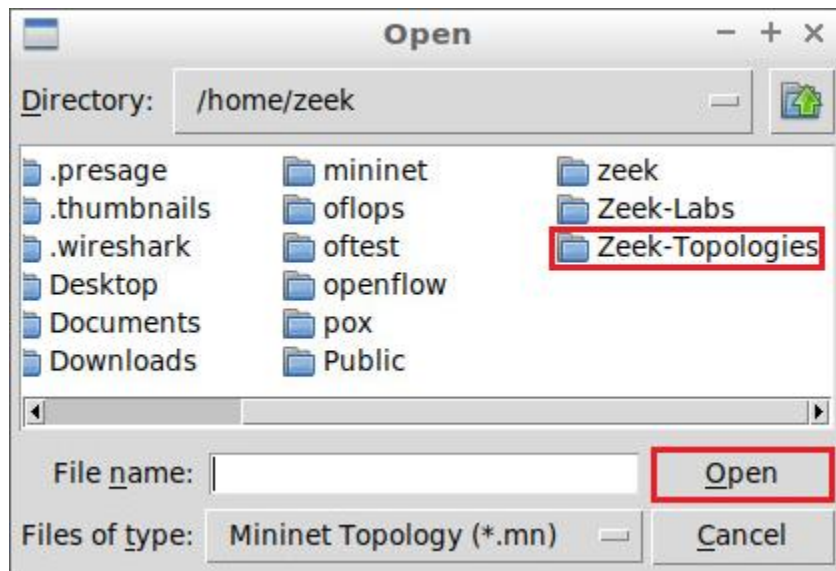 Open
Directory: /home/zeek
.presage
.thumbnails
.wireshark
Desktop
Documents
Downloads
mininet
oflops
oftest
openflow
pox
Public
zeek
Zeek-Labs
Zeek-Topologies
File name: Open
Files of type: Mininet Topology (*.mn) Cancel